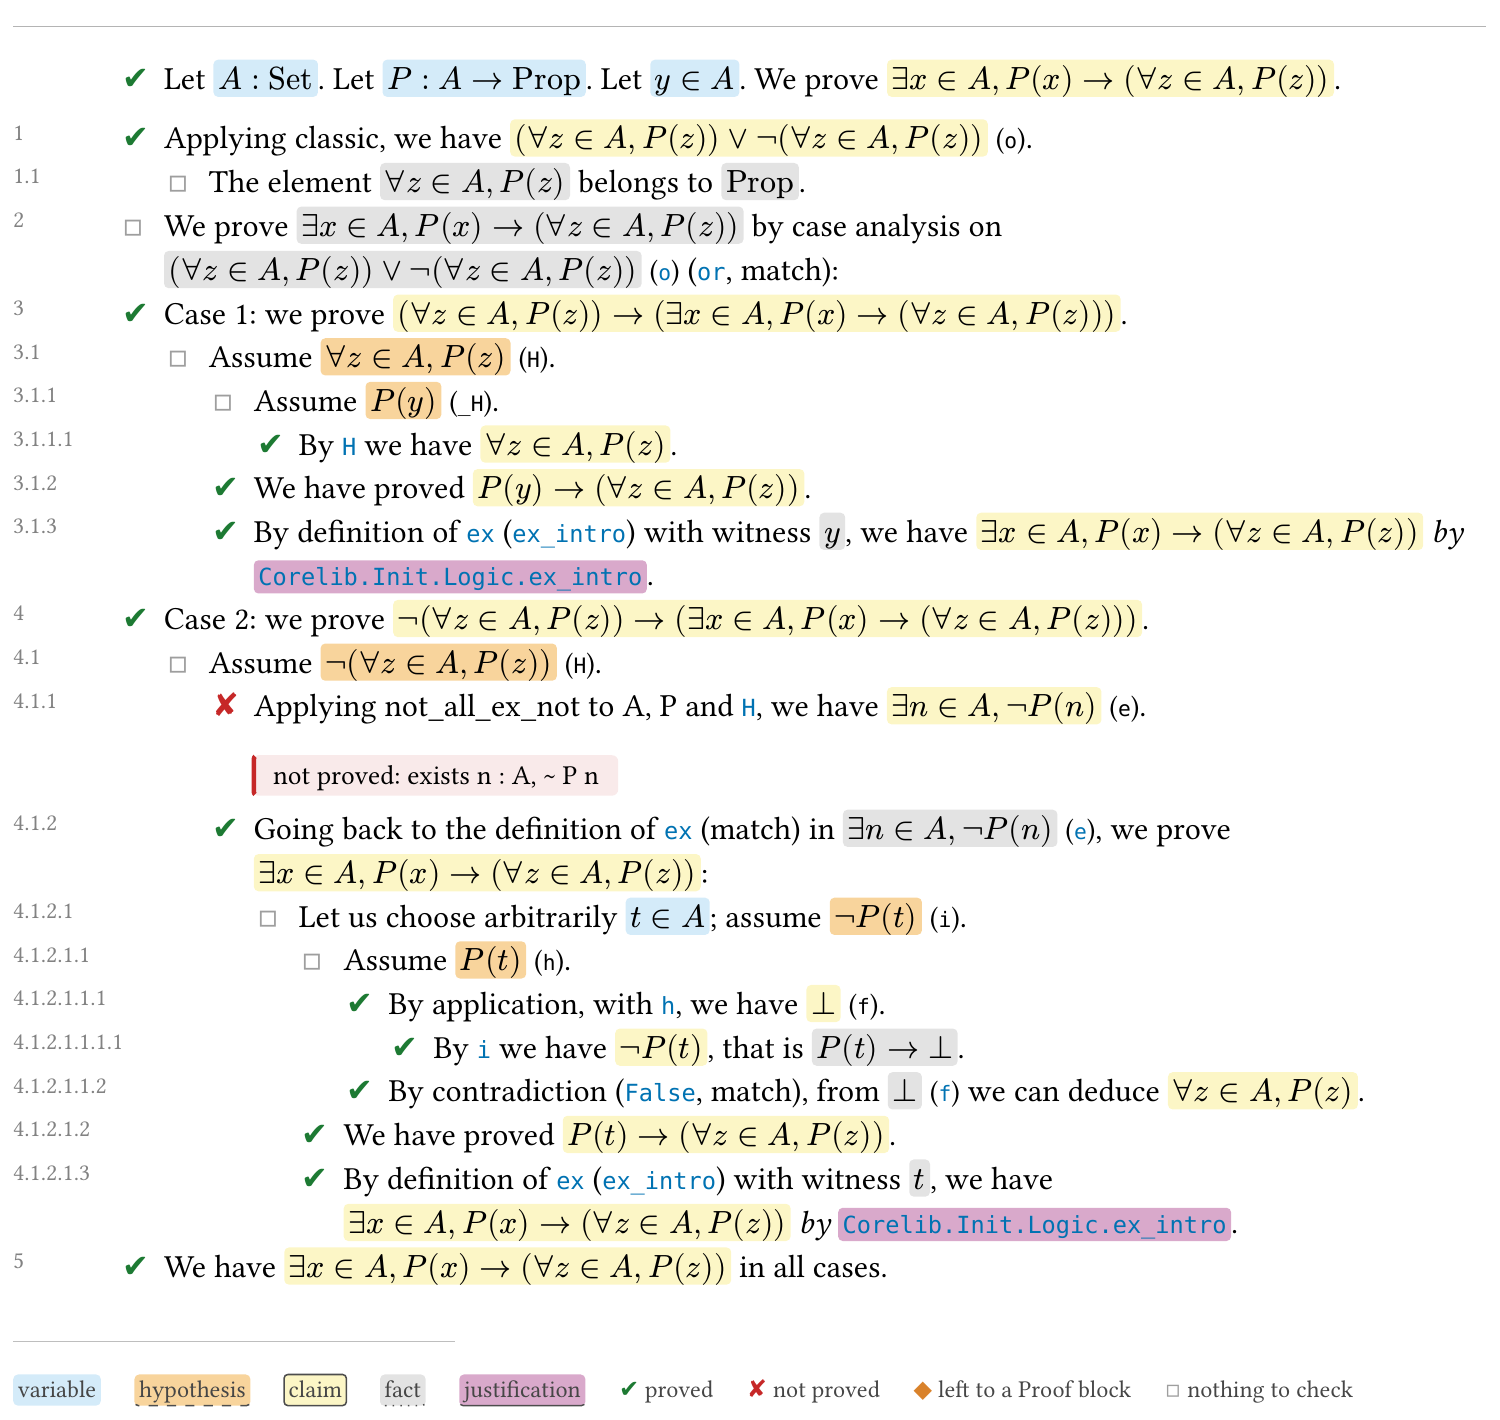 ✔ Let A : Set. Let P : A → Prop. Let y ∈ A. We prove ∃x ∈ A, P(x) → (∀z ∈ A, P(z)).
1 ✔ Applying classic, we have (∀z ∈ A, P(z)) ∨ ¬(∀z ∈ A, P(z)) (o).
1.1 □ The element ∀z ∈ A, P(z) belongs to Prop.
2 □ We prove ∃x ∈ A, P(x) → (∀z ∈ A, P(z)) by case analysis on
(∀z ∈ A, P(z)) ∨ ¬(∀z ∈ A, P(z)) (o) (or, match):
3 ✔ Case 1: we prove (∀z ∈ A, P(z)) → (∃x ∈ A, P(x) → (∀z ∈ A, P(z))).
3.1 □ Assume ∀z ∈ A, P(z) (H).
3.1.1 □ Assume P(y) (_H).
3.1.1.1 ✔ By H we have ∀z ∈ A, P(z).
3.1.2 ✔ We have proved P(y) → (∀z ∈ A, P(z)).
3.1.3 ✔ By definition of ex (ex_intro) with witness y, we have ∃x ∈ A, P(x) → (∀z ∈ A, P(z)) by
Corelib.Init.Logic.ex_intro.
4 ✔ Case 2: we prove ¬(∀z ∈ A, P(z)) → (∃x ∈ A, P(x) → (∀z ∈ A, P(z))).
4.1 □ Assume ¬(∀z ∈ A, P(z)) (H).
4.1.1 ✘ Applying not_all_ex_not to A, P and H, we have ∃n ∈ A, ¬P(n) (e).
not proved: exists n : A, ~ P n
4.1.2 ✔ Going back to the definition of ex (match) in ∃n ∈ A, ¬P(n) (e), we prove
∃x ∈ A, P(x) → (∀z ∈ A, P(z)):
4.1.2.1 □ Let us choose arbitrarily t ∈ A; assume ¬P(t) (i).
4.1.2.1.1 □ Assume P(t) (h).
4.1.2.1.1.1 ✔ By application, with h, we have ⊥ (f).
4.1.2.1.1.1.1 ✔ By i we have ¬P(t), that is P(t) → ⊥.
4.1.2.1.1.2 ✔ By contradiction (False, match), from ⊥ (f) we can deduce ∀z ∈ A, P(z).
4.1.2.1.2 ✔ We have proved P(t) → (∀z ∈ A, P(z)).
4.1.2.1.3 ✔ By definition of ex (ex_intro) with witness t, we have
∃x ∈ A, P(x) → (∀z ∈ A, P(z)) by Corelib.Init.Logic.ex_intro.
5 ✔ We have ∃x ∈ A, P(x) → (∀z ∈ A, P(z)) in all cases.
variable hypothesis claim fact justification ✔ proved ✘ not proved ◆ left to a Proof block □ nothing to check